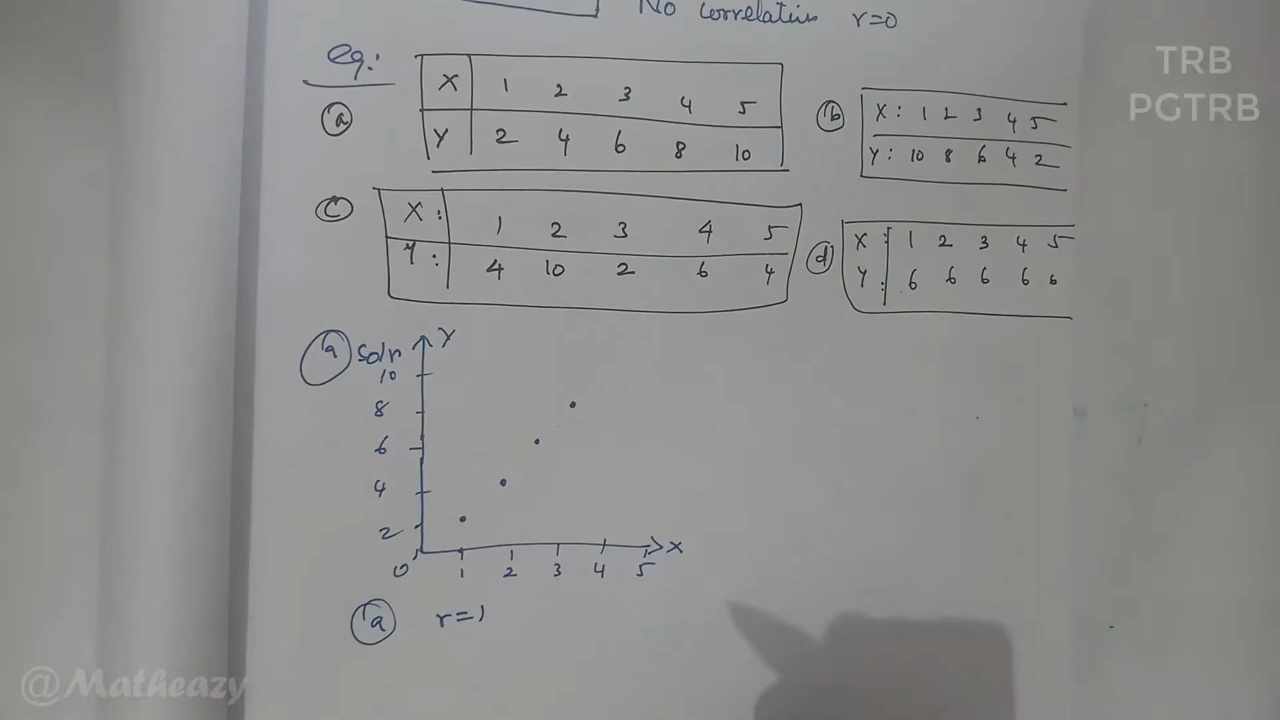 No correlation r=0
TRB
PGTRB
eg:
(a)
X 1 2 3 4 5
Y 2 4 6 8 10
(b)
X: 1 2 3 4 5
Y: 10 8 6 4 2
(c)
X: 1 2 3 4 5
Y: 4 10 2 6 4
(d)
X: 1 2 3 4 5
Y: 6 6 6 6 6
(a) Soln
Y
10
8
6
4
2
0 1 2 3 4 5 X
(a) r=1
@Matheazy